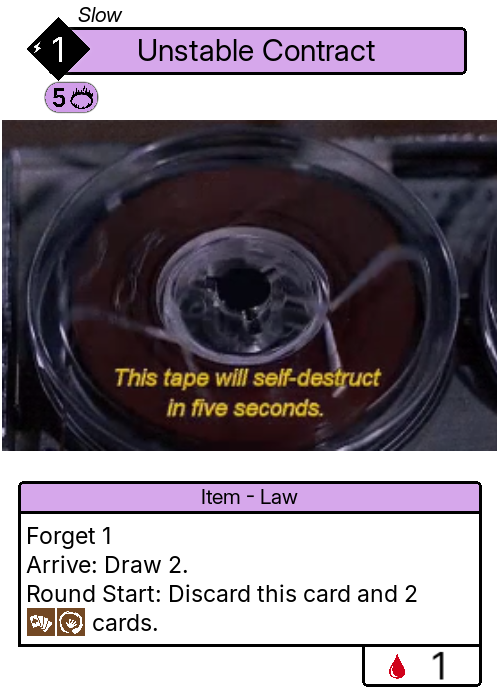 Slow
1
Unstable Contract
5
This tape will self-destruct
in five seconds.
Item - Law
Forget 1
Arrive: Draw 2.
Round Start: Discard this card and 2
cards.
1